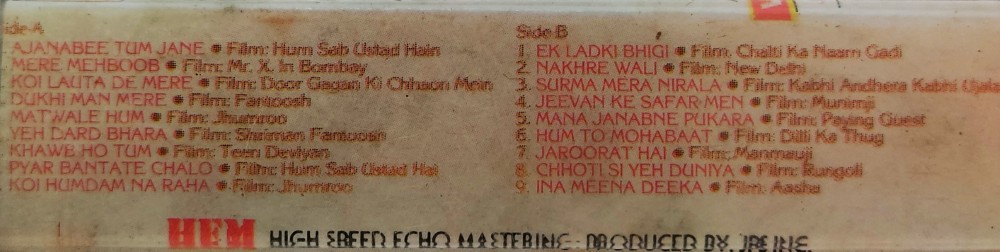 ide-A
AJANABEE TUM JANE • Film: Hum Sab Ustad Hain
MERE MEHBOOB • Film: Mr. X. In Bombay
KOI LAUTA DE MERE • Film: Door Gagan Ki Chhaon Mein
DUKHI MAN MERE • Film: Fantoosh
MATWALE HUM • Film: Jhumroo
YEH DARD BHARA • Film: Shriman Fantoosh
KHAWB HO TUM • Film: Teen Deviyan
PYAR BANTATE CHALO • Film: Hum Sab Ustad Hai
KOI HUMDAM NA RAHA • Film: Jhumroo
Side B
1. EK LADKI BHIGI • Film: Chalti Ka Naam Gadi
2. NAKHRE WALI • Film: New Delhi
3. SURMA MERA NIRALA • Film: Kabhi Andhera Kabhi Ujala
4. JEEVAN KE SAFAR MEN • Film: Munimji
5. MANA JANABNE PUKARA • Film: Paying Guest
6. HUM TO MOHABAAT • Film: Dilli Ka Thug
7. JAROORAT HAI • Film: Manmauji
8. CHHOTI SI YEH DUNIYA • Film: Rungoli
9. INA MEENA DEEKA • Film: Aasha
HEM HIGH SPEED ECHO MASTERING: PRODUCED BY.